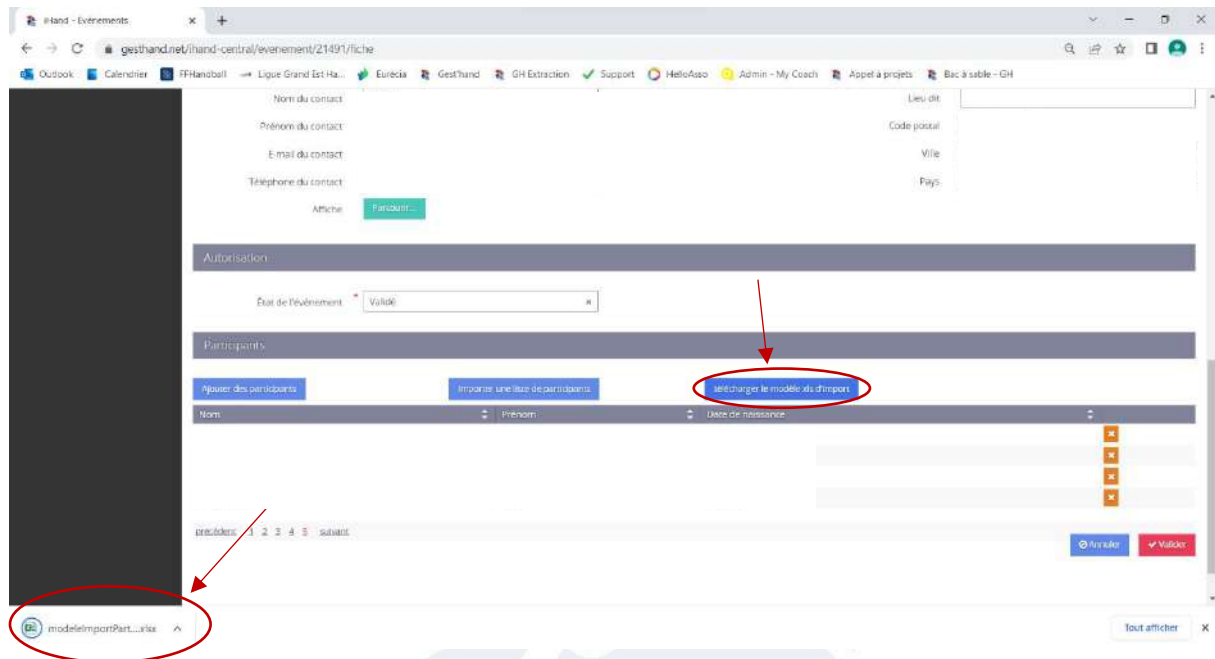 iHand - Evénements
gesthand.net/ihand-central/evenement/21491/fiche
Outlook Calendrier FFHandball Ligue Grand Est Ha... Eurécia Gest'hand GH Extraction Support HelloAsso Admin - My Coach Appel à projets Bac à sable - GH
Nom du contact Lieu dit
Prénom du contact Code postal
E-mail du contact Ville
Téléphone du contact Pays
Affiche Parcourir...
Autorisation
État de l'événement * Validé ×
Participants
Ajouter des participants Importer une liste de participants télécharger le modèle xls d'import
Nom Prénom Date de naissance
précédent 1 2 3 4 5 suivant
Annuler Valider
modeleImportPart....xlsx Tout afficher